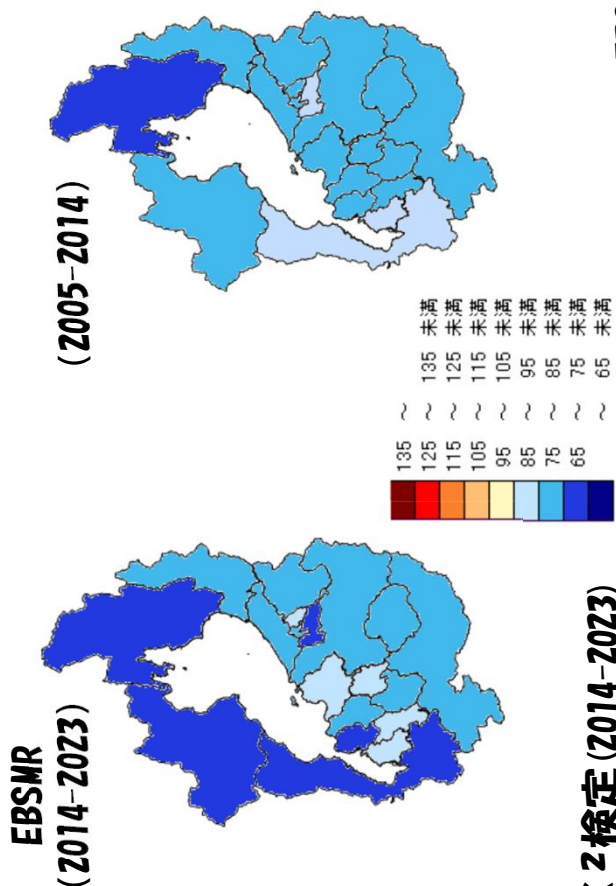 EBSMR
(2014-2023)
(2005-2014)
135 ～
125 ～ 135 未満
115 ～ 125 未満
105 ～ 115 未満
95 ～ 105 未満
85 ～ 95 未満
75 ～ 85 未満
65 ～ 75 未満
～ 65 未満
2検定(2014-2023)